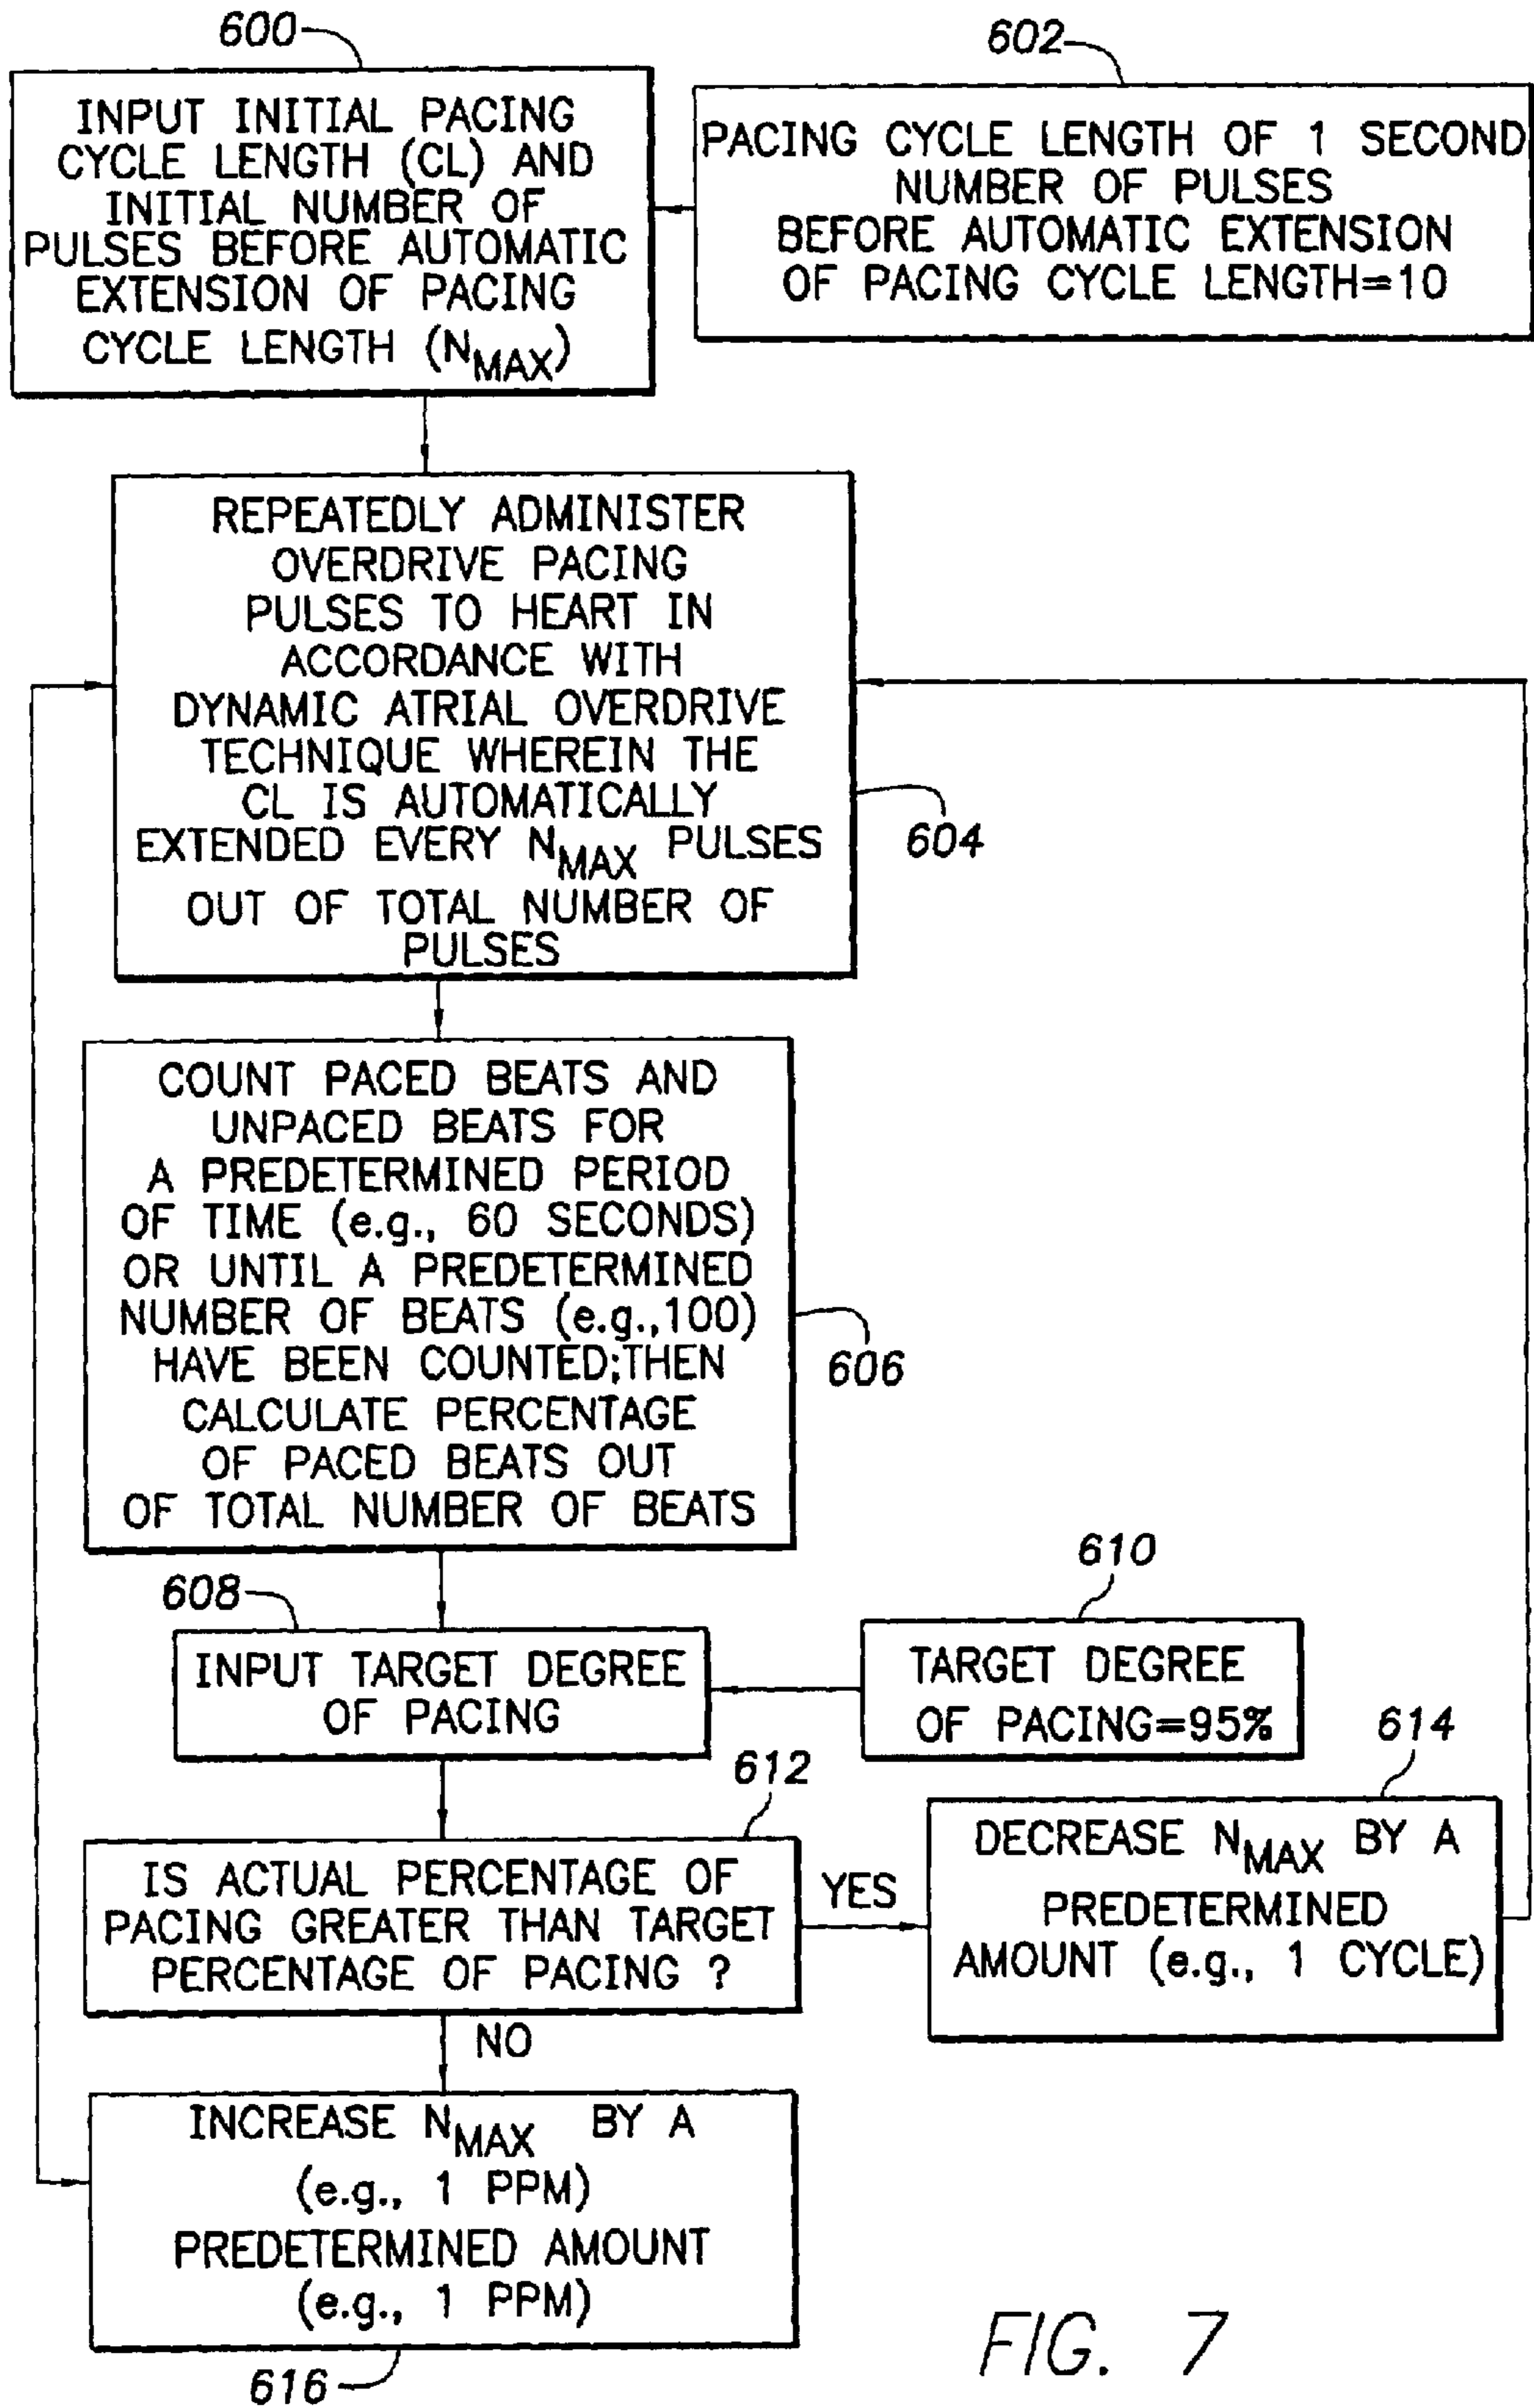 600
INPUT INITIAL PACING
CYCLE LENGTH (CL) AND
INITIAL NUMBER OF
PULSES BEFORE AUTOMATIC
EXTENSION OF PACING
CYCLE LENGTH (NMAX)
602
PACING CYCLE LENGTH OF 1 SECOND
NUMBER OF PULSES
BEFORE AUTOMATIC EXTENSION
OF PACING CYCLE LENGTH=10
REPEATEDLY ADMINISTER
OVERDRIVE PACING
PULSES TO HEART IN
ACCORDANCE WITH
DYNAMIC ATRIAL OVERDRIVE
TECHNIQUE WHEREIN THE
CL IS AUTOMATICALLY
EXTENDED EVERY NMAX PULSES
OUT OF TOTAL NUMBER OF
PULSES
604
COUNT PACED BEATS AND
UNPACED BEATS FOR
A PREDETERMINED PERIOD
OF TIME (e.g., 60 SECONDS)
OR UNTIL A PREDETERMINED
NUMBER OF BEATS (e.g.,100)
HAVE BEEN COUNTED;THEN
CALCULATE PERCENTAGE
OF PACED BEATS OUT
OF TOTAL NUMBER OF BEATS
606
608
INPUT TARGET DEGREE
OF PACING
610
TARGET DEGREE
OF PACING=95%
612
IS ACTUAL PERCENTAGE OF
PACING GREATER THAN TARGET
PERCENTAGE OF PACING ?
YES
614
DECREASE NMAX BY A
PREDETERMINED
AMOUNT (e.g., 1 CYCLE)
NO
INCREASE NMAX BY A
(e.g., 1 PPM)
PREDETERMINED AMOUNT
(e.g., 1 PPM)
616
FIG. 7